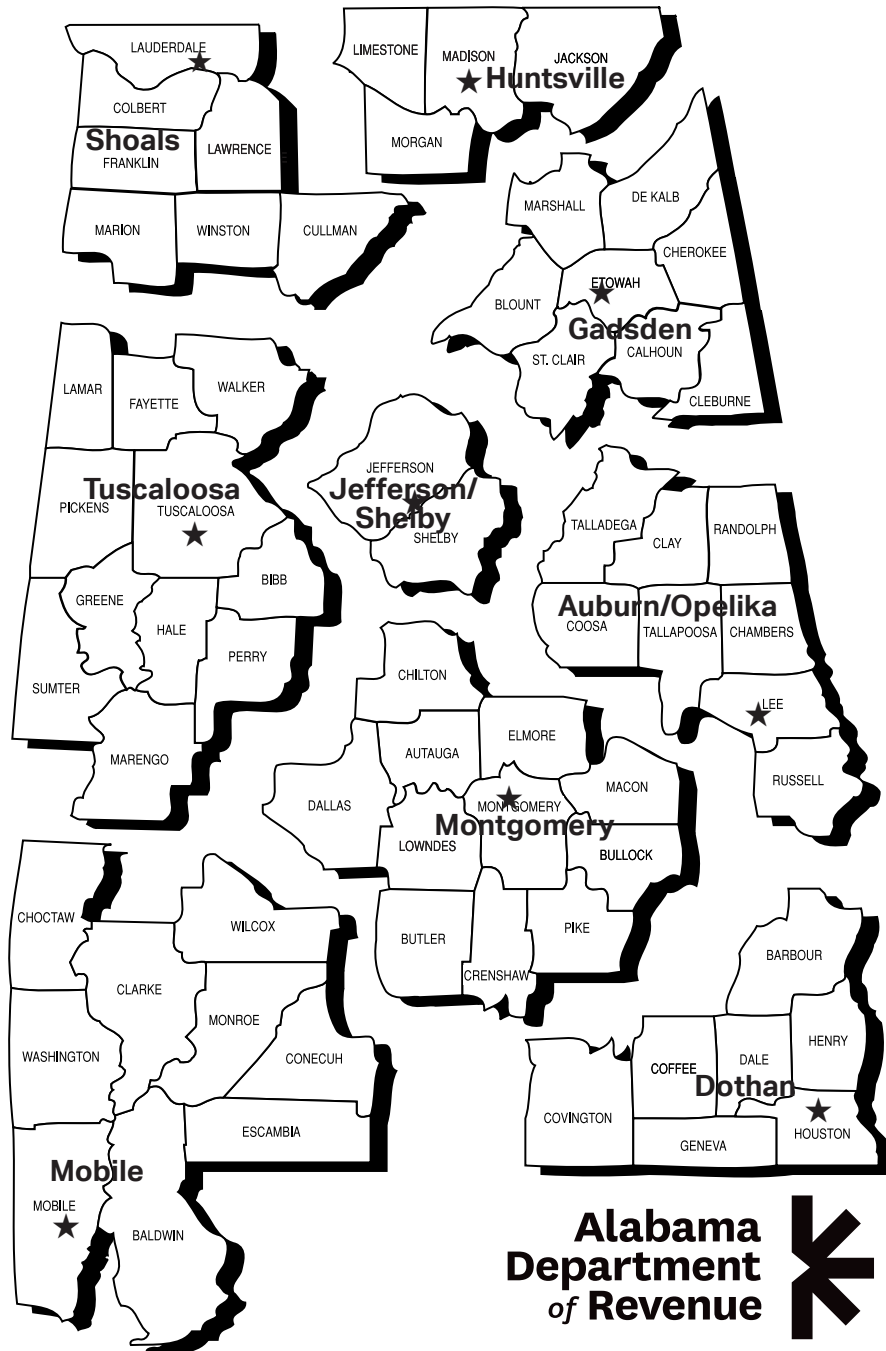 LAUDERDALE
COLBERT
Shoals
FRANKLIN
LAWRENCE
MARION
WINSTON
CULLMAN
LIMESTONE
MADISON
JACKSON
Huntsville
MORGAN
MARSHALL
DE KALB
CHEROKEE
ETOWAH
BLOUNT
Gadsden
ST. CLAIR
CALHOUN
CLEBURNE
LAMAR
FAYETTE
WALKER
Tuscaloosa
PICKENS
TUSCALOOSA
BIBB
GREENE
HALE
PERRY
SUMTER
MARENGO
JEFFERSON
Jefferson/
Shelby
SHELBY
TALLADEGA
CLAY
RANDOLPH
Auburn/Opelika
COOSA
TALLAPOOSA
CHAMBERS
LEE
RUSSELL
CHILTON
AUTAUGA
ELMORE
DALLAS
MONTGOMERY
MACON
Montgomery
LOWNDES
BULLOCK
BUTLER
CRENSHAW
PIKE
CHOCTAW
WILCOX
CLARKE
MONROE
WASHINGTON
CONECUH
ESCAMBIA
Mobile
MOBILE
BALDWIN
BARBOUR
HENRY
COFFEE
DALE
Dothan
COVINGTON
GENEVA
HOUSTON
Alabama
Department
of Revenue